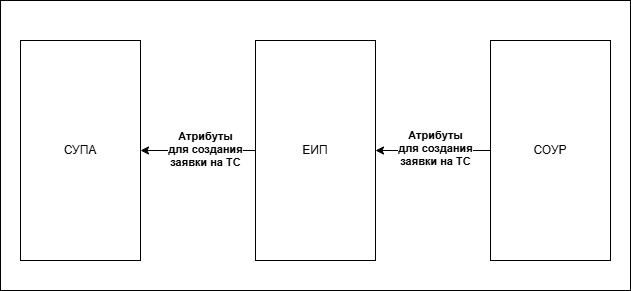 СУПА
Атрибуты
для создания
заявки на ТС
ЕИП
Атрибуты
для создания
заявки на ТС
СОУР